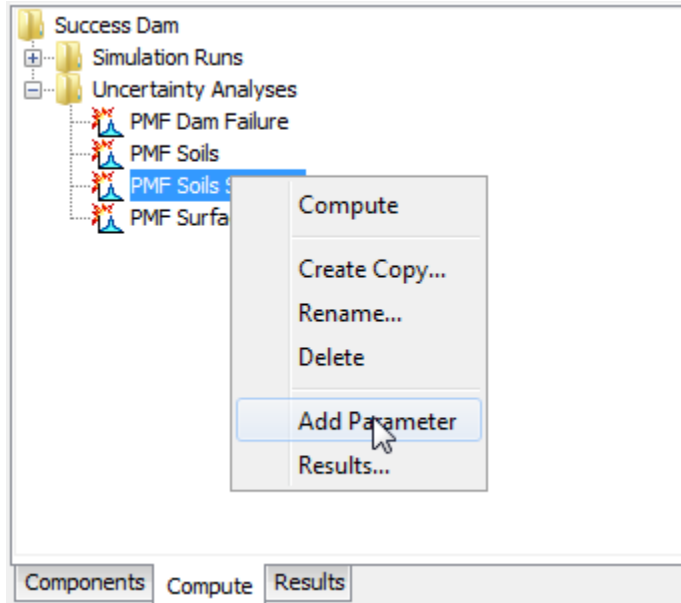 Success Dam
Simulation Runs
Uncertainty Analyses
PMF Dam Failure
PMF Soils
PMF Soils
PMF
Compute
Create Copy...
Rename...
Delete
Add Parameter
Results...
Components Compute Results